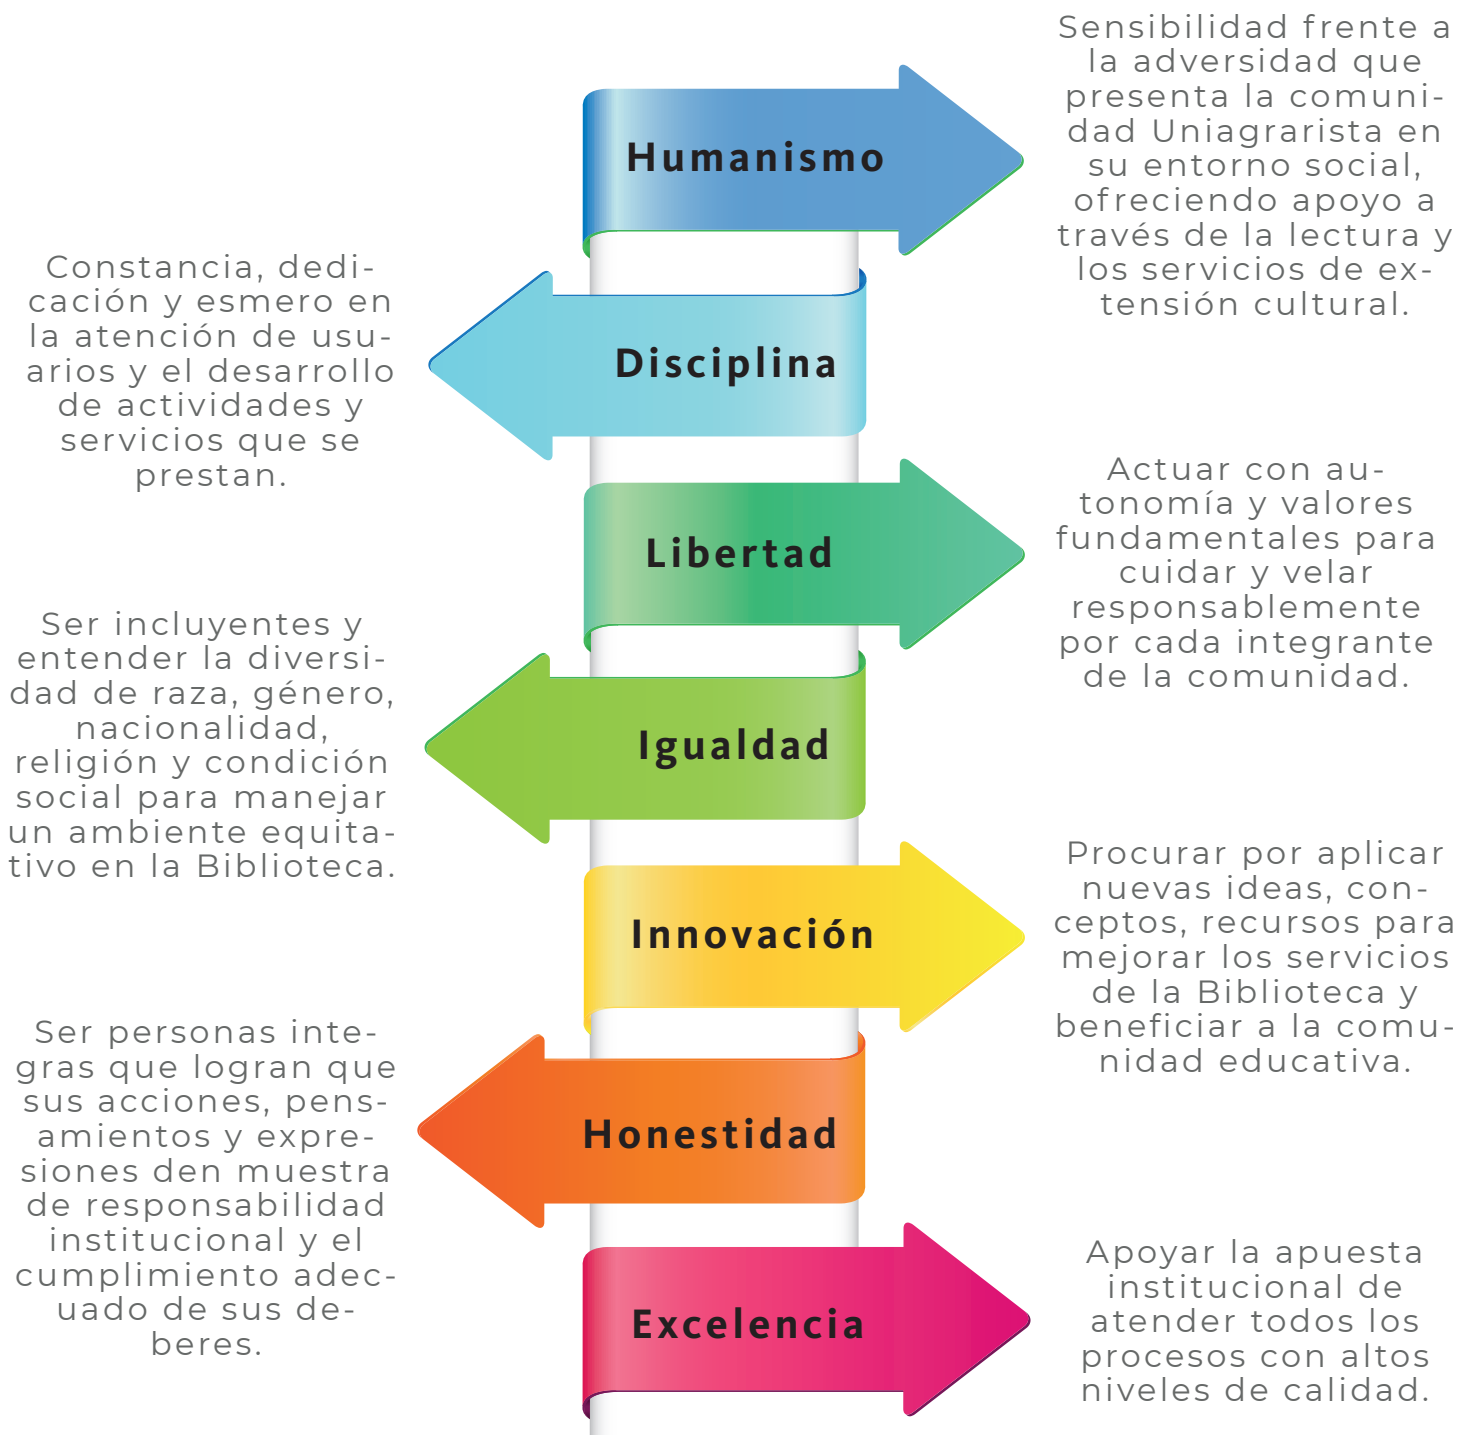 Humanismo
Sensibilidad frente a
la adversidad que
presenta la comuni-
dad Uniagrarista en
su entorno social,
ofreciendo apoyo a
través de la lectura y
los servicios de ex-
tensión cultural.
Disciplina
Constancia, dedi-
cación y esmero en
la atención de usu-
arios y el desarrollo
de actividades y
servicios que se
prestan.
Libertad
Actuar con au-
tonomía y valores
fundamentales para
cuidar y velar
responsablemente
por cada integrante
de la comunidad.
Igualdad
Ser incluyentes y
entender la diversi-
dad de raza, género,
nacionalidad,
religión y condición
social para manejar
un ambiente equita-
tivo en la Biblioteca.
Innovación
Procurar por aplicar
nuevas ideas, con-
ceptos, recursos para
mejorar los servicios
de la Biblioteca y
beneficiar a la comu-
nidad educativa.
Honestidad
Ser personas inte-
gras que logran que
sus acciones, pens-
amientos y expre-
siones den muestra
de responsabilidad
institucional y el
cumplimiento adec-
uado de sus de-
beres.
Excelencia
Apoyar la apuesta
institucional de
atender todos los
procesos con altos
niveles de calidad.